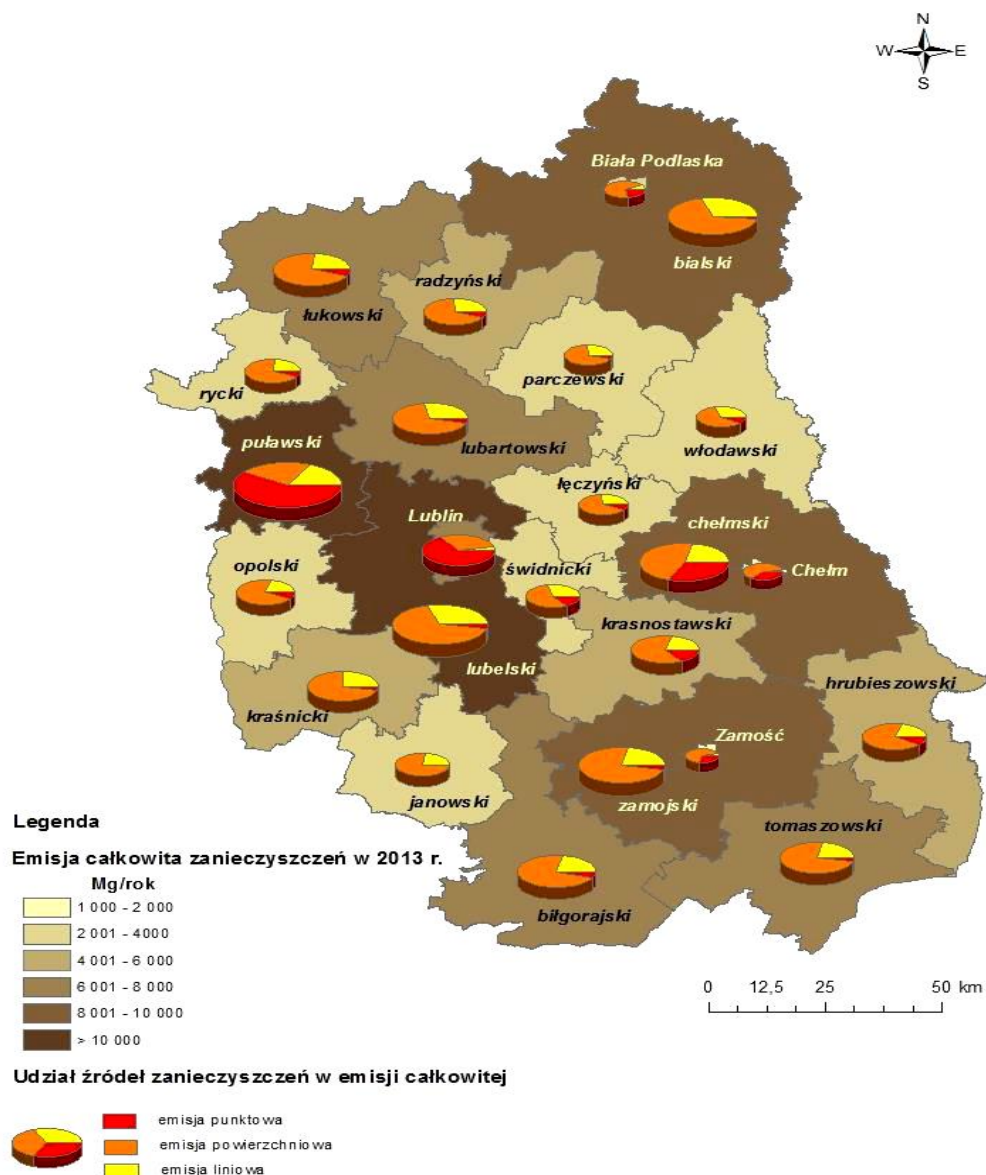 N
W E
S
Biała Podlaska
bialski
radzyński
łukowski
parczewski
rycki
puławski
lubartowski
włodawski
łęczyński
Lublin
chełmski
opolski
świdnicki
Chełm
krasnostawski
lubelski
hrubieszowski
kraśnicki
Zamość
janowski
zamojski
tomaszowski
biłgorajski
Legenda
Emisja całkowita zanieczyszczeń w 2013 r.
Mg/rok
1 000 - 2 000
2 001 - 4000
4 001 - 6 000
6 001 - 8 000
8 001 - 10 000
> 10 000
0 12,5 25 50 km
Udział źródeł zanieczyszczeń w emisji całkowitej
emisja punktowa
emisja powierzchniowa
emisja liniowa